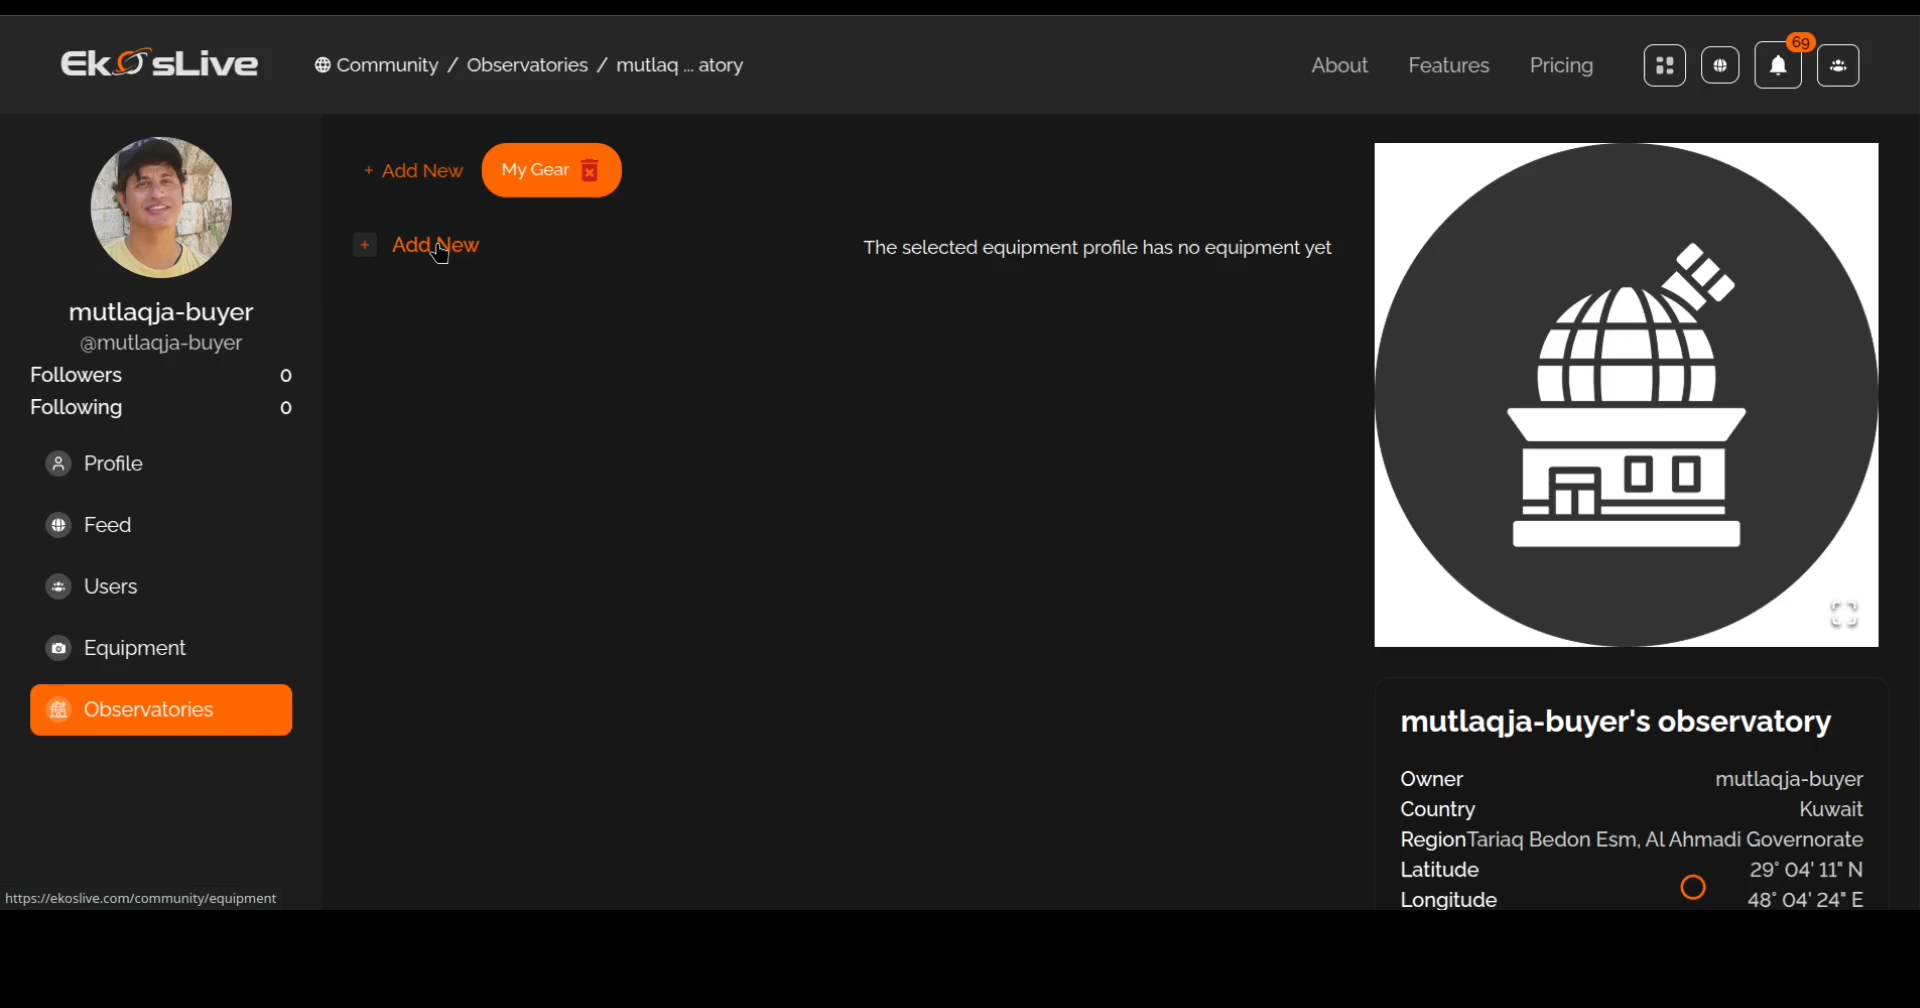 EkosLive
Community / Observatories / mutlaq ... atory
About
Features
Pricing
69
mutlaqja-buyer
@mutlaqja-buyer
Followers 0
Following 0
Profile
Feed
Users
Equipment
Observatories
+ Add New
My Gear
+ Add New
The selected equipment profile has no equipment yet
mutlaqja-buyer's observatory
Owner mutlaqja-buyer
Country Kuwait
Region Tariaq Bedon Esm, Al Ahmadi Governorate
Latitude 29° 04' 11" N
Longitude 48° 04' 24" E
https://ekoslive.com/community/equipment